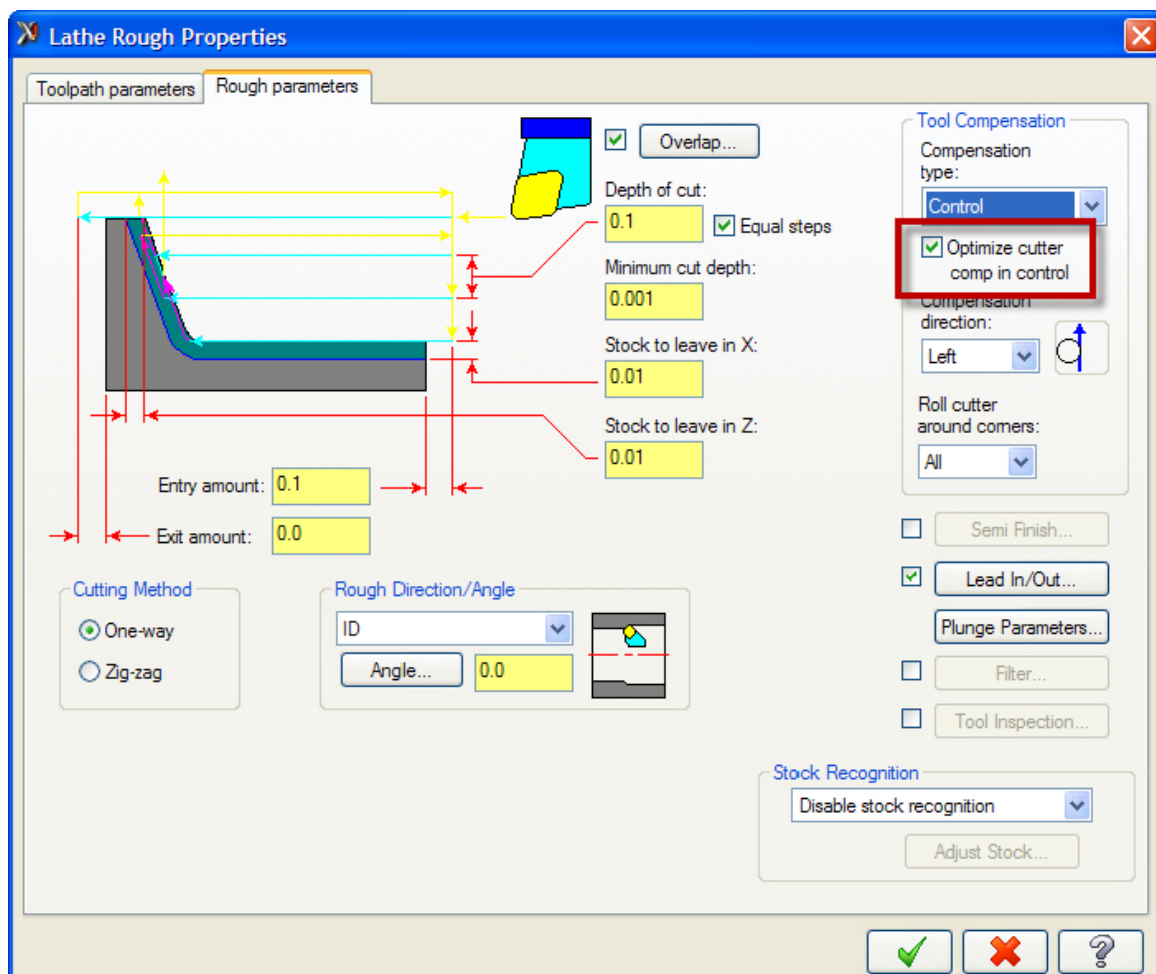 Lathe Rough Properties
Toolpath parameters
Rough parameters
Overlap...
Depth of cut:
0.1
Equal steps
Minimum cut depth:
0.001
Stock to leave in X:
0.01
Stock to leave in Z:
0.01
Entry amount:
0.1
Exit amount:
0.0
Tool Compensation
Compensation
type:
Control
Optimize cutter
comp in control
Compensation
direction:
Left
Roll cutter
around corners:
All
Semi Finish...
Lead In/Out...
Plunge Parameters...
Filter...
Tool Inspection...
Cutting Method
One-way
Zig-zag
Rough Direction/Angle
ID
Angle...
0.0
Stock Recognition
Disable stock recognition
Adjust Stock...